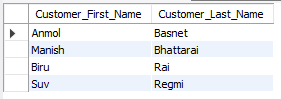 Customer_First_Name Customer_Last_Name
Anmol Basnet
Manish Bhattarai
Biru Rai
Suv Regmi